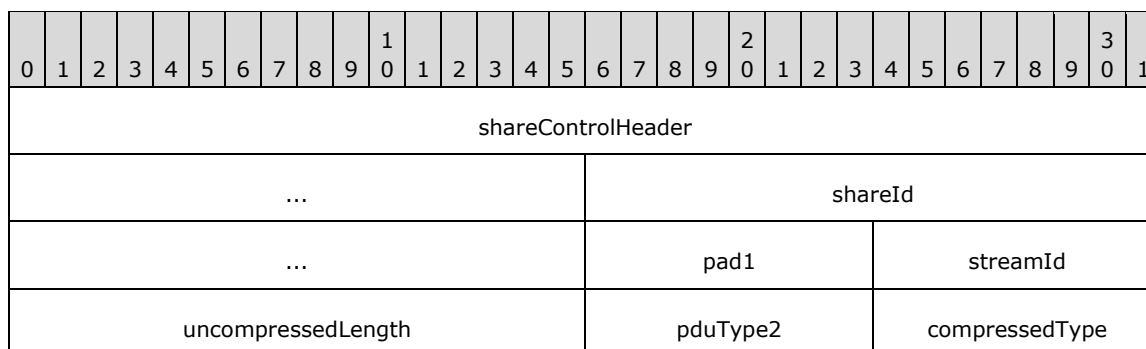 1 2 3
0 1 2 3 4 5 6 7 8 9 0 1 2 3 4 5 6 7 8 9 0 1 2 3 4 5 6 7 8 9 0 1
shareControlHeader
... shareId
... pad1 streamId
uncompressedLength pduType2 compressedType